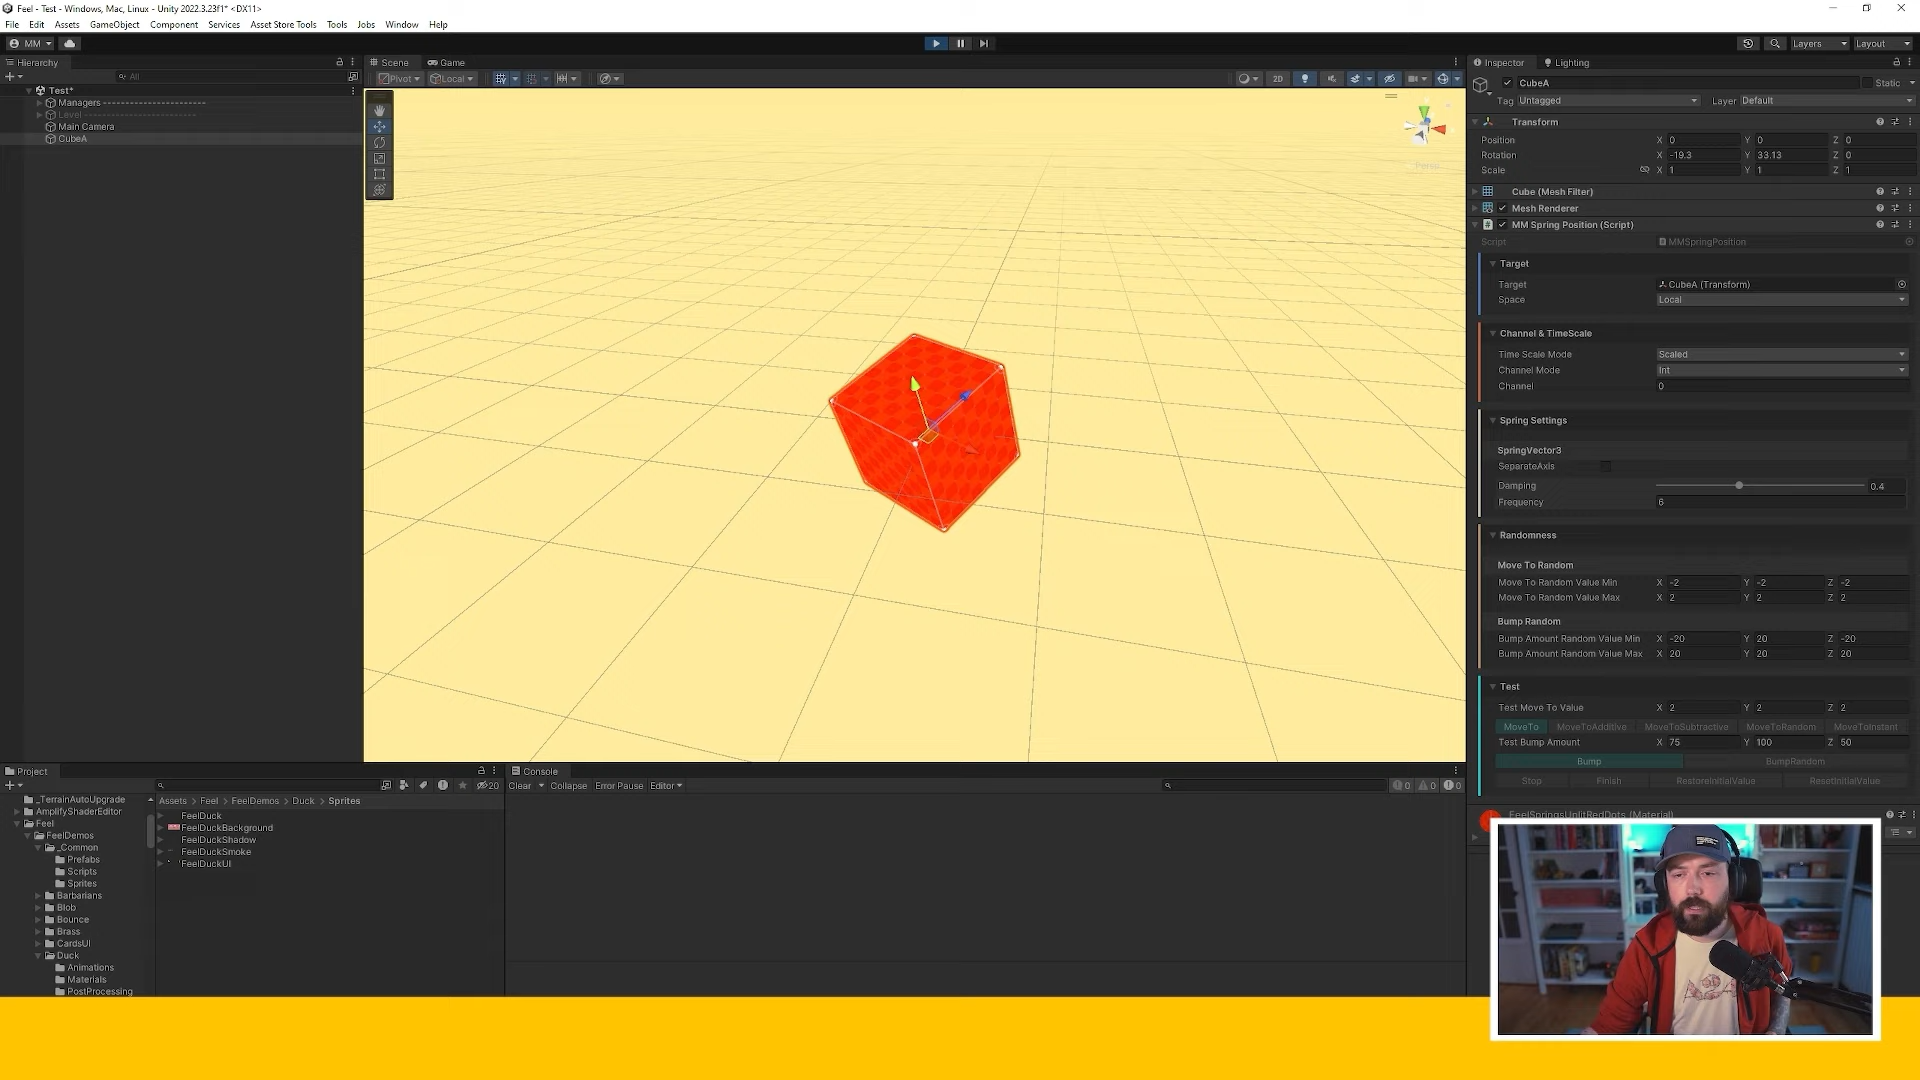 Feel - Test - Windows, Mac, Linux - Unity 2022.3.23f1* <DX11>
File Edit Assets GameObject Component Services Asset Store Tools Tools Jobs Window Help
MM Layers Layout
Hierarchy
All
Test*
Managers -----------------------
Level -----------------------
Main Camera
CubeA
Scene Game
Pivot Local 2D
Persp
Inspector Lighting
CubeA Static
Tag Untagged Layer Default
Transform
Position X 0 Y 0 Z 0
Rotation X -19.3 Y 33.13 Z 0
Scale X 1 Y 1 Z 1
Cube (Mesh Filter)
Mesh Renderer
MM Spring Position (Script)
Script MMSpringPosition
Target
Target CubeA (Transform)
Space Local
Channel & TimeScale
Time Scale Mode Scaled
Channel Mode Int
Channel 0
Spring Settings
SpringVector3
SeparateAxis
Damping 0.4
Frequency 6
Randomness
Move To Random
Move To Random Value Min X -2 Y -2 Z -2
Move To Random Value Max X 2 Y 2 Z 2
Bump Random
Bump Amount Random Value Min X -20 Y 20 Z -20
Bump Amount Random Value Max X 20 Y 20 Z 20
Test
Test Move To Value X 2 Y 2 Z 2
MoveTo MoveToAdditive MoveToSubtractive MoveToRandom MoveToInstant
Test Bump Amount X 75 Y 100 Z 50
Bump BumpRandom
Stop Finish RestoreInitialValue ResetInitialValue
FeelSpringsUnlitRedDots (Material)
Project
20
_TerrainAutoUpgrade
AmplifyShaderEditor
Feel
FeelDemos
_Common
Prefabs
Scripts
Sprites
Barbarians
Blob
Bounce
Brass
CardsUI
Duck
Animations
Materials
PostProcessing
Assets > Feel > FeelDemos > Duck > Sprites
FeelDuck
FeelDuckBackground
FeelDuckShadow
FeelDuckSmoke
FeelDuckUI
Console
Clear Collapse Error Pause Editor 0 0 0